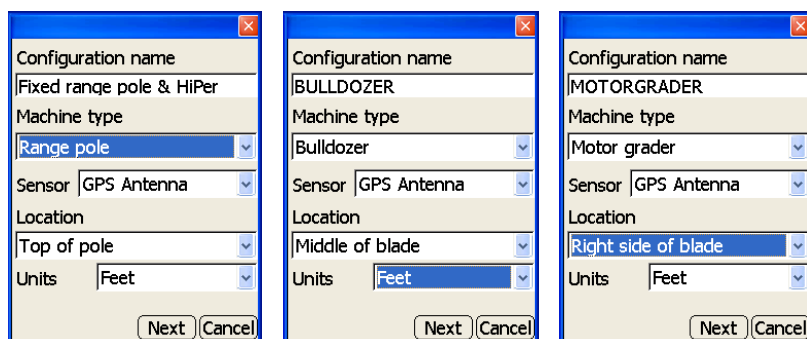 Configuration name
Fixed range pole & HiPer
Machine type
Range pole
Sensor GPS Antenna
Location
Top of pole
Units Feet
Next Cancel
Configuration name
BULLDOZER
Machine type
Bulldozer
Sensor GPS Antenna
Location
Middle of blade
Units Feet
Next Cancel
Configuration name
MOTORGRADER
Machine type
Motor grader
Sensor GPS Antenna
Location
Right side of blade
Units Feet
Next Cancel